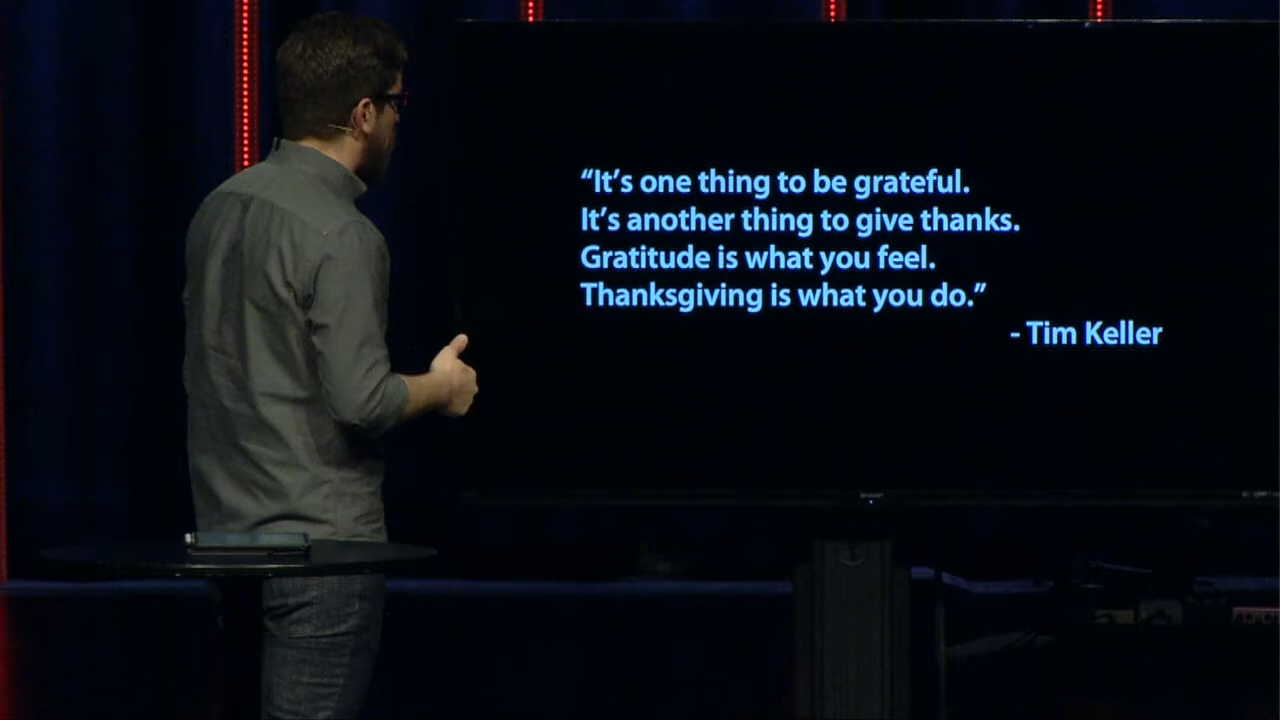 “It’s one thing to be grateful.
It’s another thing to give thanks.
Gratitude is what you feel.
Thanksgiving is what you do.”
- Tim Keller
SHARP